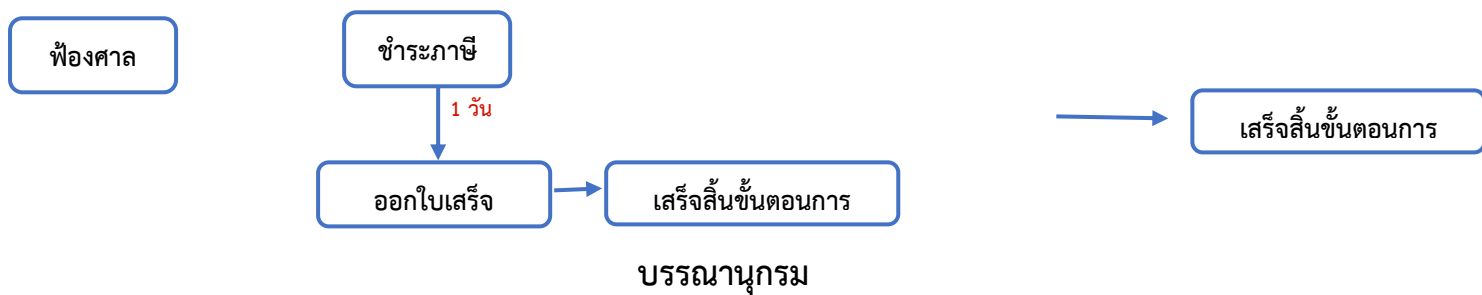 ฟ้องศาล
ชำระภาษี
1 วัน
เสร็จสิ้นขั้นตอนการ
ออกใบเสร็จ
เสร็จสิ้นขั้นตอนการ
บรรณานุกรม